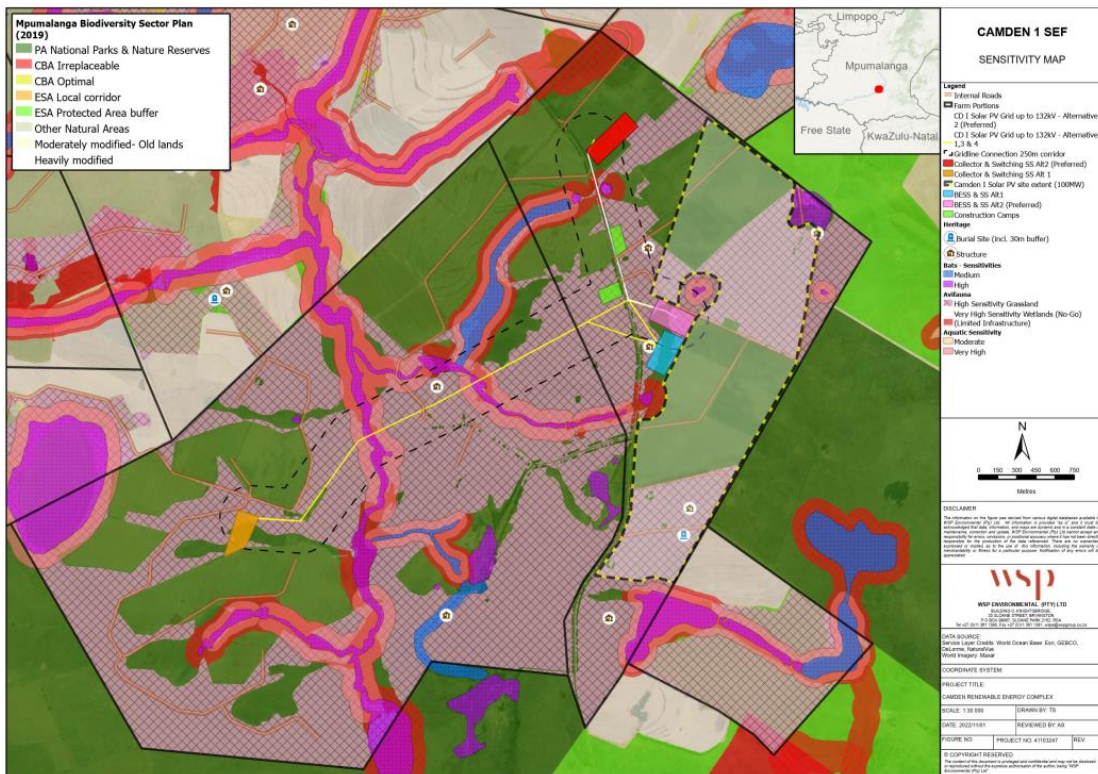 Mpumalanga Biodiversity Sector Plan
(2019)
PA National Parks & Nature Reserves
CBA Irreplaceable
CBA Optimal
ESA Local corridor
ESA Protected Area buffer
Other Natural Areas
Moderately modified- Old lands
Heavily modified
Limpopo
Mpumalanga
Free State
KwaZulu-Natal
CAMDEN 1 SEF
SENSITIVITY MAP
Legend
Internal Roads
Farm Portions
CD I Solar PV Grid up to 132kV - Alternative
2 (Preferred)
CD I Solar PV Grid up to 132kV - Alternative
1,3 & 4
Gridline Connection 250m corridor
Collector & Switching SS Alt2 (Preferred)
Collector & Switching SS Alt 1
Camden I Solar PV site extent (100MW)
BESS & SS Alt1
BESS & SS Alt2 (Preferred)
Construction Camps
Heritage
Burial Site (incl. 30m buffer)
Structure
Bats - Sensitivities
Medium
High
Avifauna
High Sensitivity Grassland
Very High Sensitivity Wetlands (No-Go)
(Limited Infrastructure)
Aquatic Sensitivity
Moderate
Very High
N
0 150 300 450 600 750
Metres
DISCLAIMER
WSP
WSP ENVIRONMENTAL (PTY) LTD
DATA SOURCE:
Service Layer Credits: World Ocean Base: Esri, GEBCO,
DeLorme, NaturalVue
World Imagery: Maxar
COORDINATE SYSTEM:
PROJECT TITLE:
CAMDEN RENEWABLE ENERGY COMPLEX
DRAWN BY: TS
DATE: 2022/11/01
REVIEWED BY: AS
FIGURE NO:
PROJECT NO: 41103247
REV:
© COPYRIGHT RESERVED